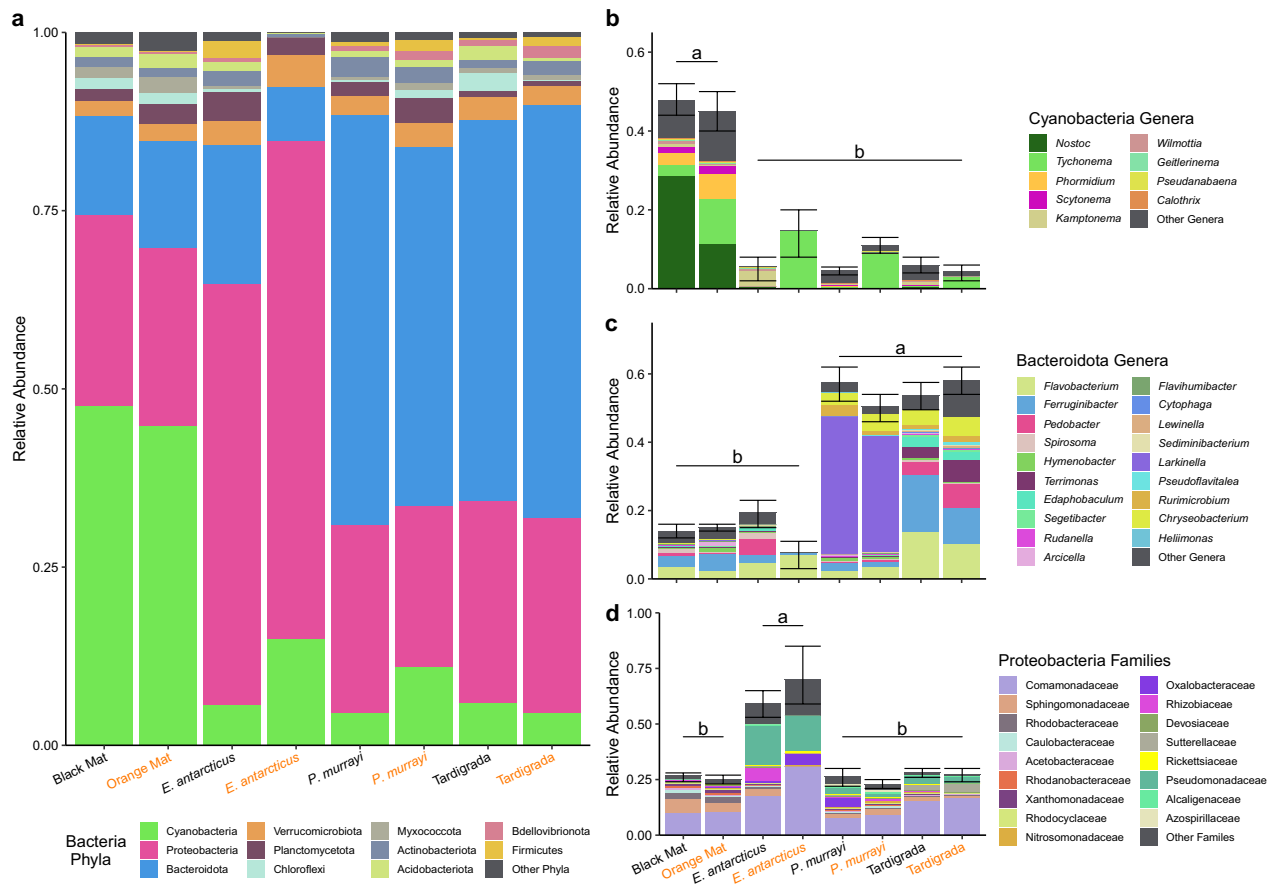 a
1.00
0.75
0.50
0.25
0.00
Relative Abundance
Black Mat
Orange Mat
E. antarcticus
E. antarcticus
P. murrayi
P. murrayi
Tardigrada
Tardigrada
Bacteria
Phyla
Cyanobacteria
Proteobacteria
Bacteroidota
Verrucomicrobiota
Planctomycetota
Chloroflexi
Myxococcota
Actinobacteriota
Acidobacteriota
Bdellovibrionota
Firmicutes
Other Phyla
b
0.6
0.4
0.2
0.0
Relative Abundance
a
b
Cyanobacteria Genera
Nostoc
Tychonema
Phormidium
Scytonema
Kamptonema
Wilmottia
Geitlerinema
Pseudanabaena
Calothrix
Other Genera
c
0.6
0.4
0.2
0.0
Relative Abundance
b
a
Bacteroidota Genera
Flavobacterium
Ferruginibacter
Pedobacter
Spirosoma
Hymenobacter
Terrimonas
Edaphobaculum
Segetibacter
Rudanella
Arcicella
Flavihumibacter
Cytophaga
Lewinella
Sediminibacterium
Larkinella
Pseudoflavitalea
Rurimicrobium
Chryseobacterium
Heliimonas
Other Genera
d
1.00
0.75
0.50
0.25
0.00
Relative Abundance
b
a
b
Black Mat
Orange Mat
E. antarcticus
E. antarcticus
P. murrayi
P. murrayi
Tardigrada
Tardigrada
Proteobacteria Families
Comamonadaceae
Sphingomonadaceae
Rhodobacteraceae
Caulobacteraceae
Acetobacteraceae
Rhodanobacteraceae
Xanthomonadaceae
Rhodocyclaceae
Nitrosomonadaceae
Oxalobacteraceae
Rhizobiaceae
Devosiaceae
Sutterellaceae
Rickettsiaceae
Pseudomonadaceae
Alcaligenaceae
Azospirillaceae
Other Familes